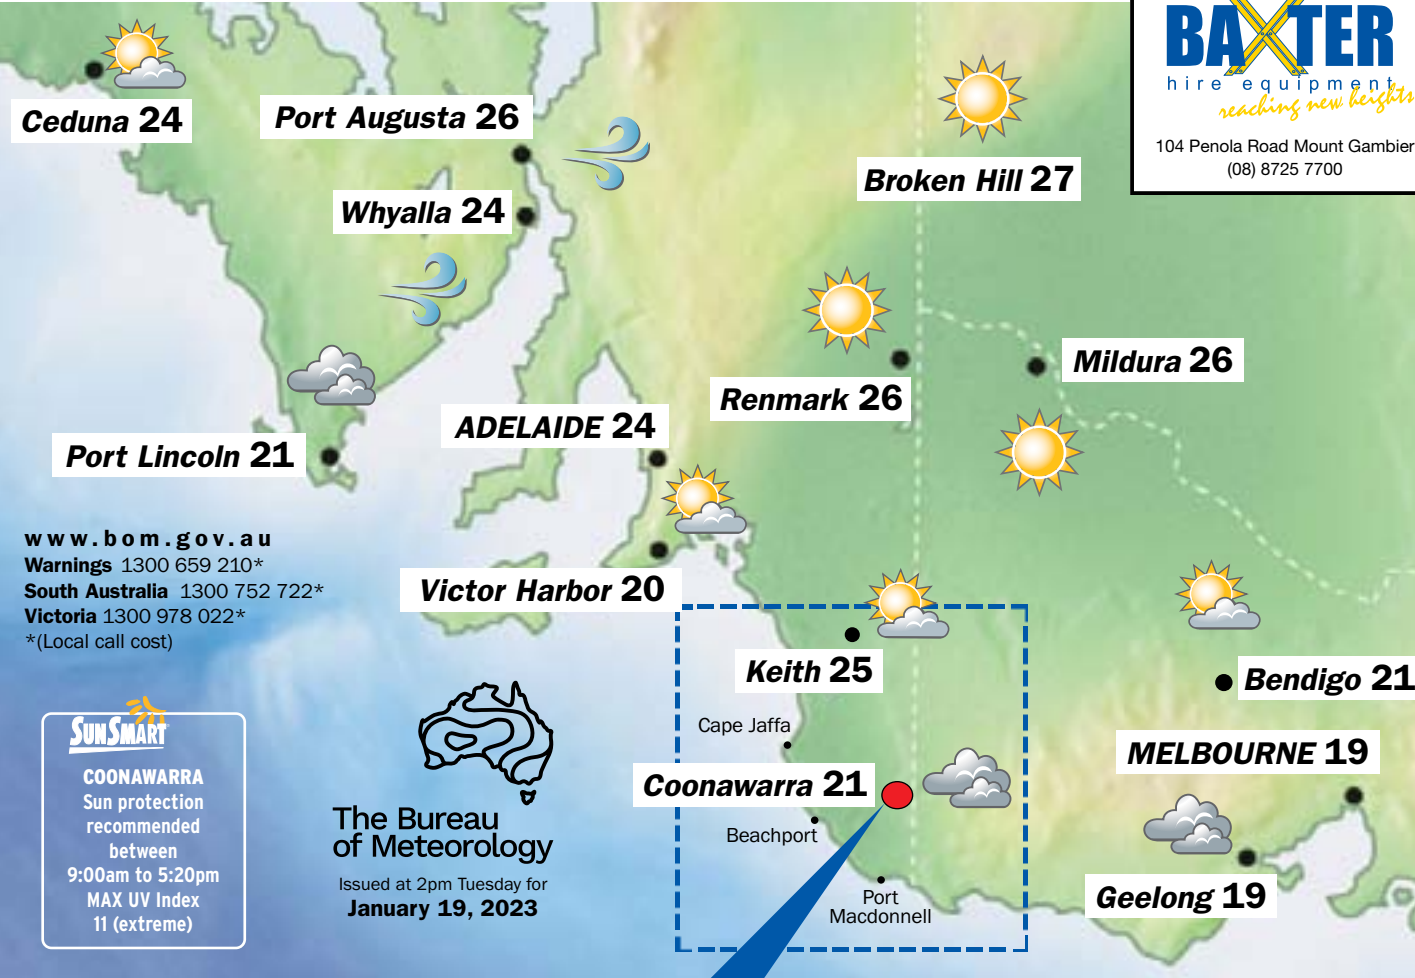 BAXTER
hire equipment
reaching new heights
104 Penola Road Mount Gambier
(08) 8725 7700
Ceduna 24
Port Augusta 26
Whyalla 24
Broken Hill 27
Renmark 26
Mildura 26
ADELAIDE 24
Port Lincoln 21
Victor Harbor 20
www.bom.gov.au
Warnings 1300 659 210*
South Australia 1300 752 722*
Victoria 1300 978 022*
*(Local call cost)
Keith 25
Bendigo 21
Cape Jaffa
MELBOURNE 19
Coonawarra 21
Beachport
Geelong 19
Port
Macdonnell
SUNSMART
COONAWARRA
Sun protection
recommended
between
9:00am to 5:20pm
MAX UV Index
11 (extreme)
The Bureau
of Meteorology
Issued at 2pm Tuesday for
January 19, 2023